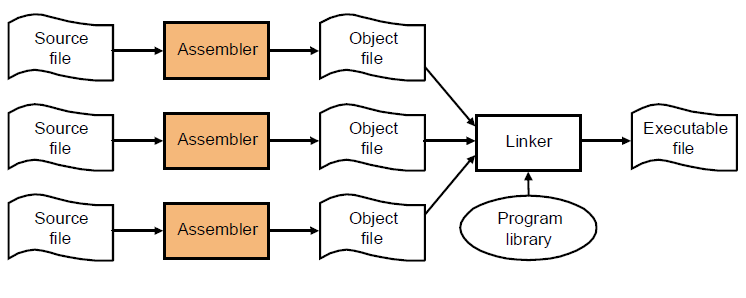 Source
file
Assembler
Object
file
Source
file
Assembler
Object
file
Linker
Executable
file
Source
file
Assembler
Object
file
Program
library